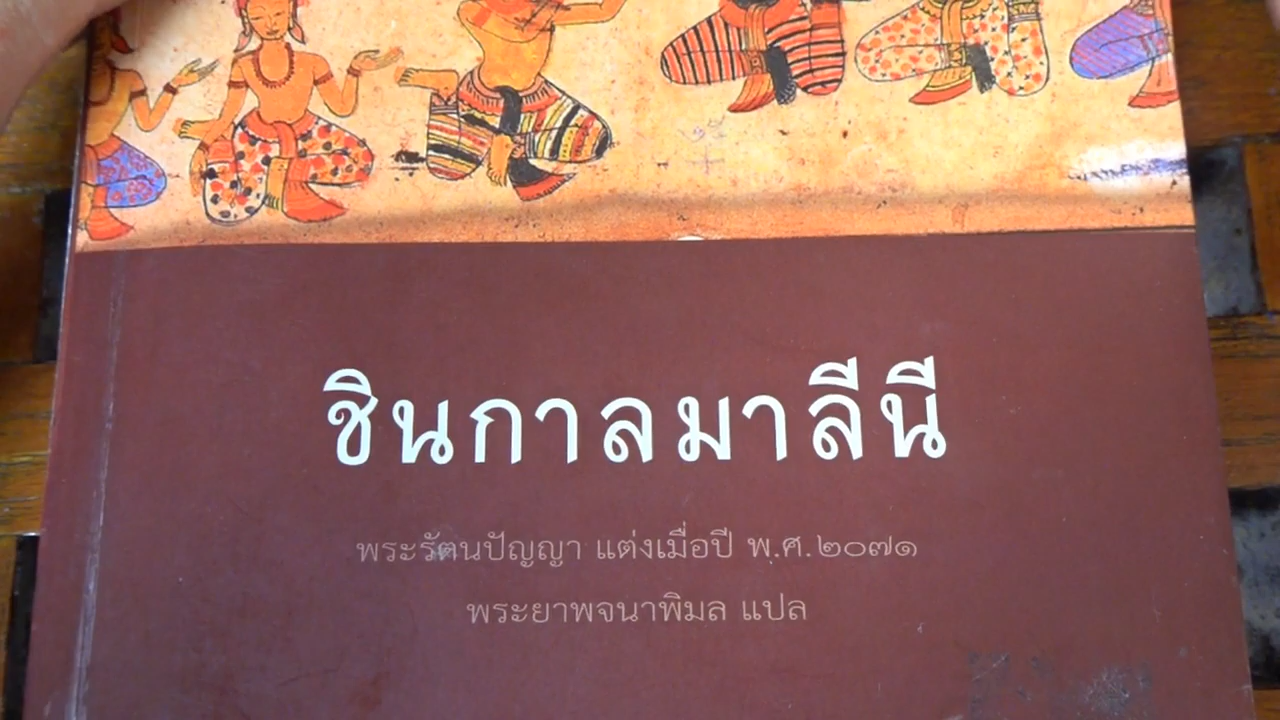 ชินกาลมาลีนี
พระรัตนปัญญา แต่งเมื่อปี พ.ศ.๒๐๗๑
พระยาพจนาพิมล แปล